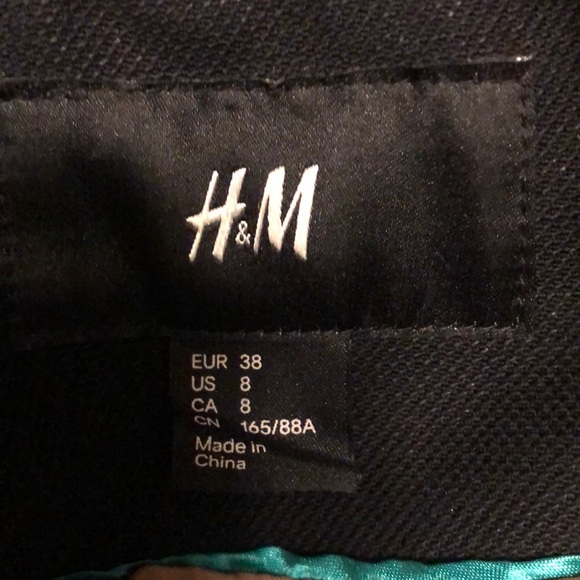 H&M
EUR 38
US 8
CA 8
CN 165/88A
Made in
China